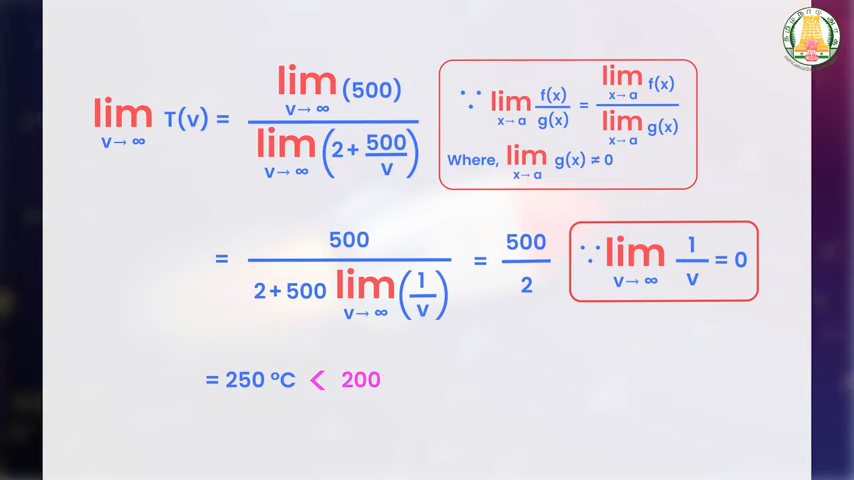 lim v→∞ T(v) = lim v→∞ (500) / lim v→∞ (2 + 500/v)
∵ lim x→a f(x)/g(x) = lim x→a f(x) / lim x→a g(x)
Where, lim x→a g(x) ≠ 0
= 500 / 2 + 500 lim v→∞ (1/v) = 500/2
∵ lim v→∞ 1/v = 0
= 250 °C < 200